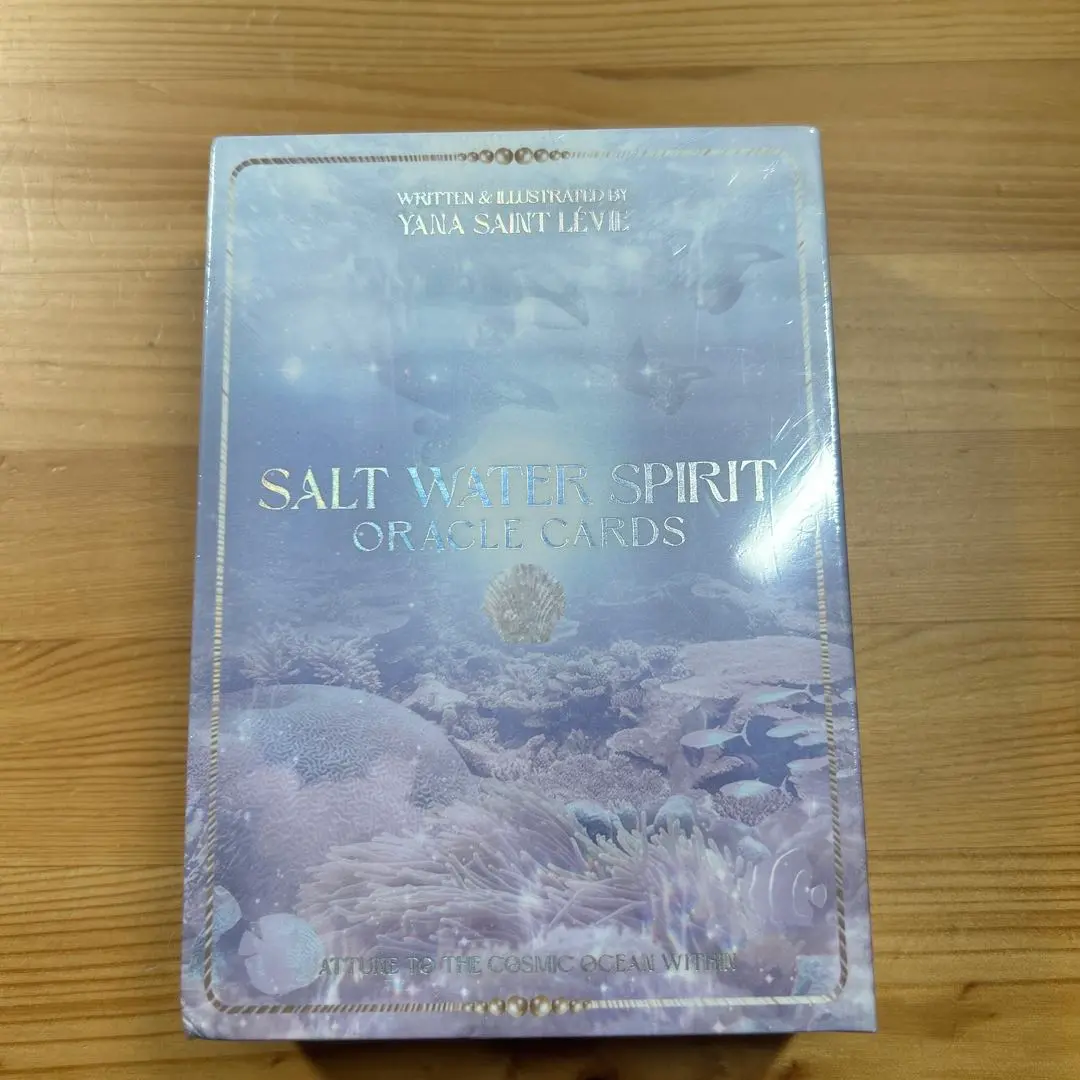 WRITTEN & ILLUSTRATED BY
YANA SAINT LÉVIE
SALT WATER SPIRIT
ORACLE CARDS
ATTUNE TO THE COSMIC OCEAN WITHIN